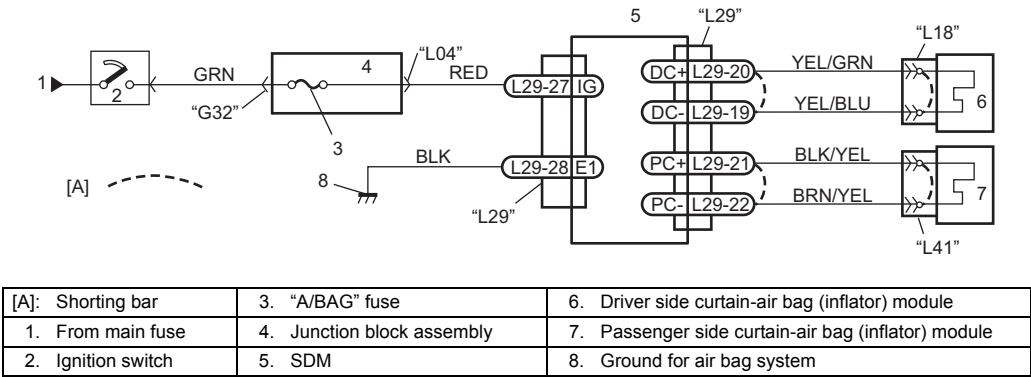 5 “L29”
“L18”
1 2 GRN “G32” 3 4 “L04” RED L29-27 IG
DC+ L29-20 YEL/GRN
DC- L29-19 YEL/BLU 6
[A] 8 BLK L29-28 E1 “L29”
PC+ L29-21 BLK/YEL
PC- L29-22 BRN/YEL 7
“L41”
[A]: Shorting bar 3. “A/BAG” fuse 6. Driver side curtain-air bag (inflator) module
1. From main fuse 4. Junction block assembly 7. Passenger side curtain-air bag (inflator) module
2. Ignition switch 5. SDM 8. Ground for air bag system